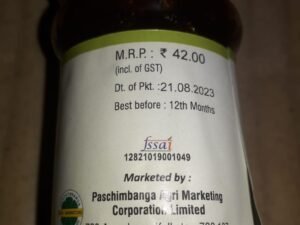 M.R.P. : ₹ 42.00
(incl. of GST)
Dt. of Pkt. :21.08.2023
Best before : 12th Months
fssai
12821019001049
Marketed by :
Paschimbanga Agri Marketing
Corporation Limited